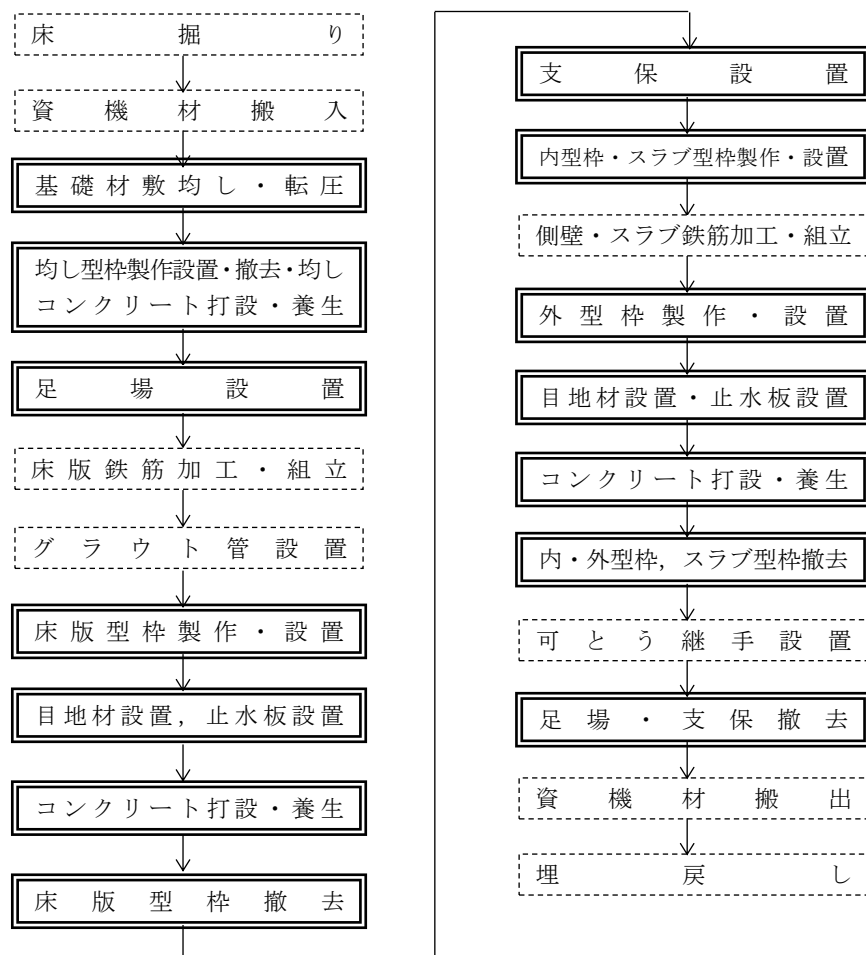 床掘り
資機材搬入
基礎材敷均し・転圧
均し型枠製作設置・撤去・均し
コンクリート打設・養生
足場設置
床版鉄筋加工・組立
グラウト管設置
床版型枠製作・設置
目地材設置，止水板設置
コンクリート打設・養生
床版型枠撤去
支保設置
内型枠・スラブ型枠製作・設置
側壁・スラブ鉄筋加工・組立
外型枠製作・設置
目地材設置・止水板設置
コンクリート打設・養生
内・外型枠，スラブ型枠撤去
可とう継手設置
足場・支保撤去
資機材搬出
埋戻し